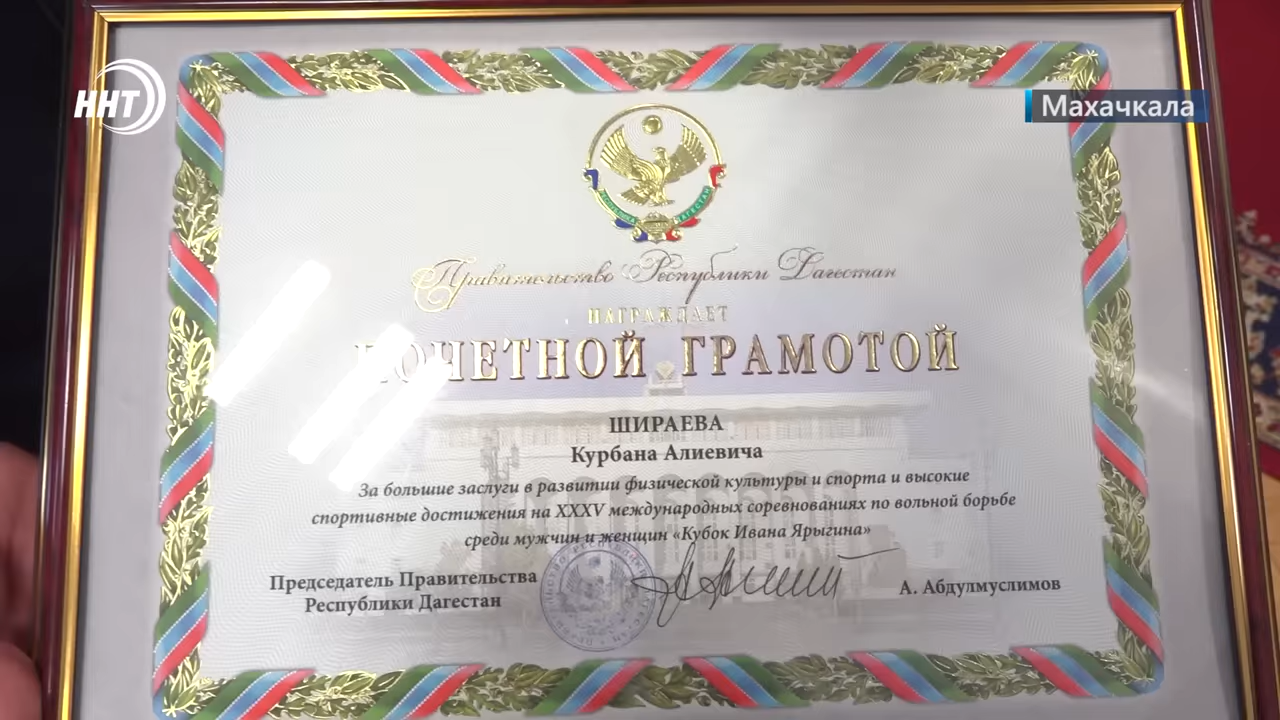 ННТ
Махачкала
Правительство Республики Дагестан
НАГРАЖДАЕТ
ПОЧЕТНОЙ ГРАМОТОЙ
ШИРАЕВА
Курбана Алиевича
За большие заслуги в развитии физической культуры и спорта и высокие
спортивные достижения на XXXV международных соревнованиях по вольной борьбе
среди мужчин и женщин «Кубок Ивана Ярыгина»
Председатель Правительства
Республики Дагестан
А. Абдулмуслимов